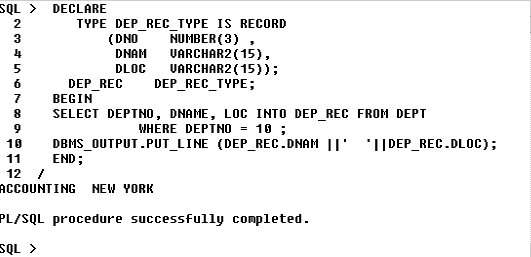 SQL >  DECLARE
  2       TYPE DEP_REC_TYPE IS RECORD
  3           (DNO    NUMBER(3) ,
  4            DNAM   VARCHAR2(15),
  5            DLOC   VARCHAR2(15));
  6      DEP_REC    DEP_REC_TYPE;
  7    BEGIN
  8    SELECT DEPTNO, DNAME, LOC INTO DEP_REC FROM DEPT
  9               WHERE DEPTNO = 10 ;
 10    DBMS_OUTPUT.PUT_LINE (DEP_REC.DNAM ||'  '||DEP_REC.DLOC);
 11    END;
 12  /
ACCOUNTING  NEW YORK
PL/SQL procedure successfully completed.
SQL >